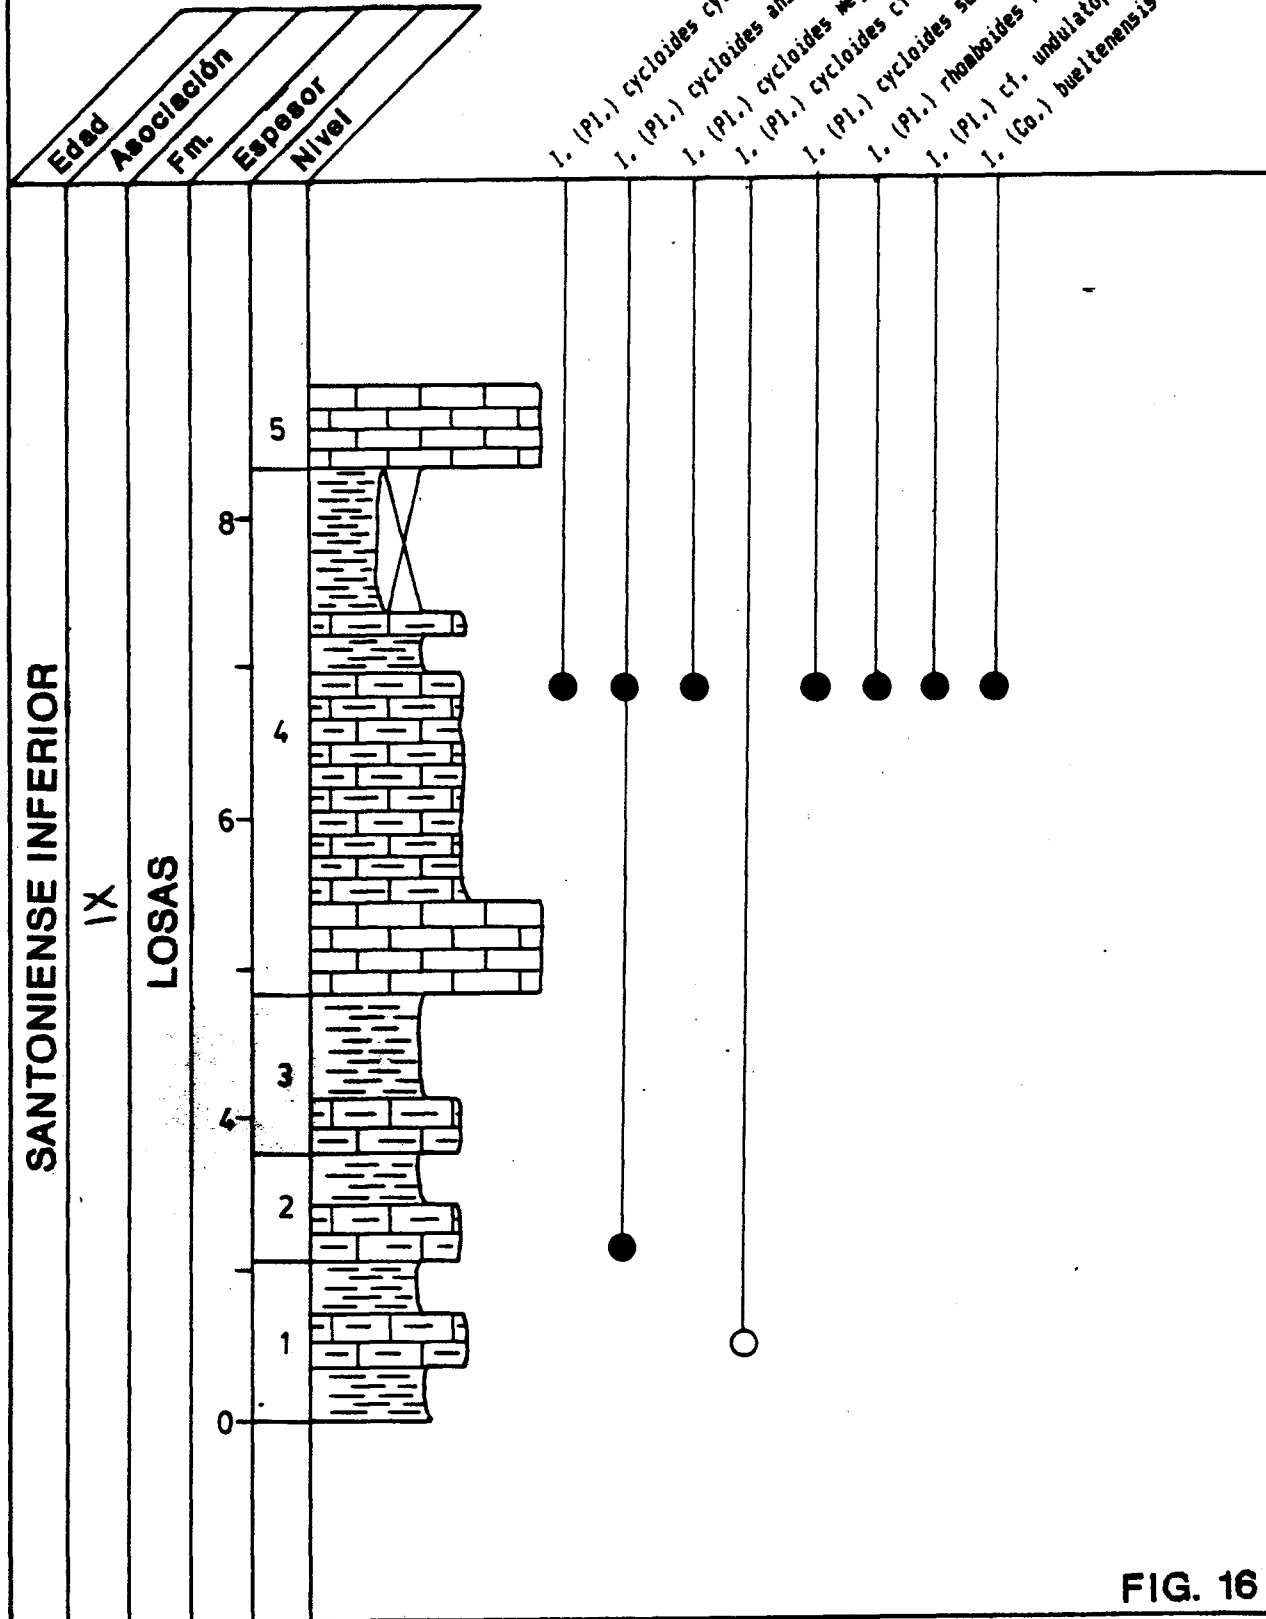 Edad
Asociación
Fm.
Espesor
Nivel
I. (Pl.) cycloides
I. (Pl.) cycloides
I. (Pl.) cycloides
I. (Pl.) cycloides
I. (Pl.) cycloides
I. (Pl.) rhomboides
I. (Pl.) cf.
I. (Co.) bueltenensis
SANTONIENSE INFERIOR
IX
LOSAS
8
6
4
0
5
4
3
2
1
FIG. 16